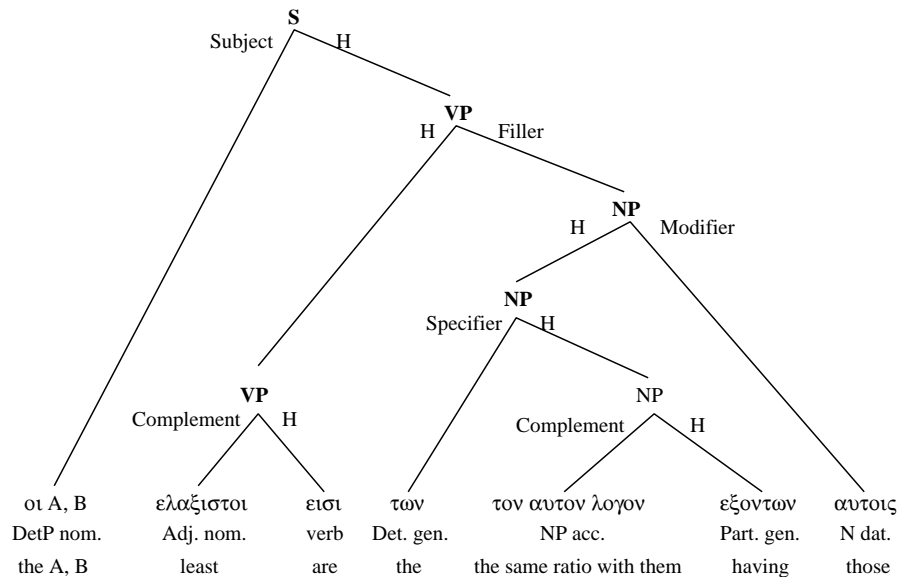 S
Subject H
VP
H Filler
NP
H Modifier
NP
Specifier H
VP NP
Complement H Complement H
οι A, B ελαξιστοι εισι των τον αυτον λογον εξοντων αυτοις
DetP nom. Adj. nom. verb Det. gen. NP acc. Part. gen. N dat.
the A, B least are the the same ratio with them having those